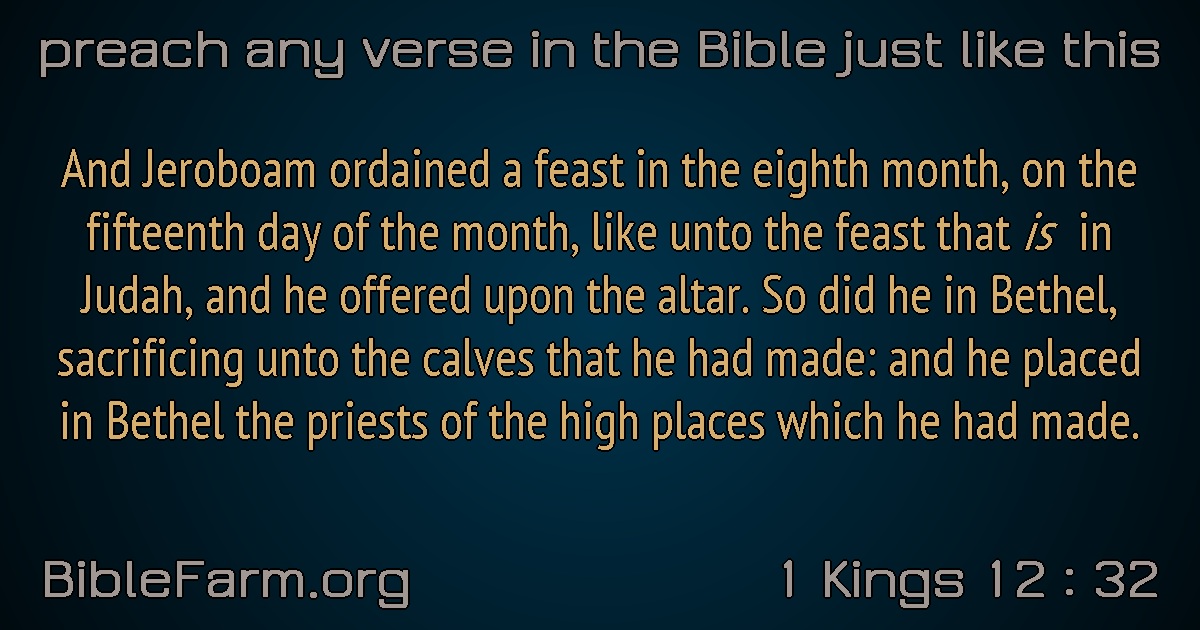 preach any verse in the Bible just like this
And Jeroboam ordained a feast in the eighth month, on the
fifteenth day of the month, like unto the feast that is in
Judah, and he offered upon the altar. So did he in Bethel,
sacrificing unto the calves that he had made: and he placed
in Bethel the priests of the high places which he had made.
BibleFarm.org
1 Kings 12 : 32